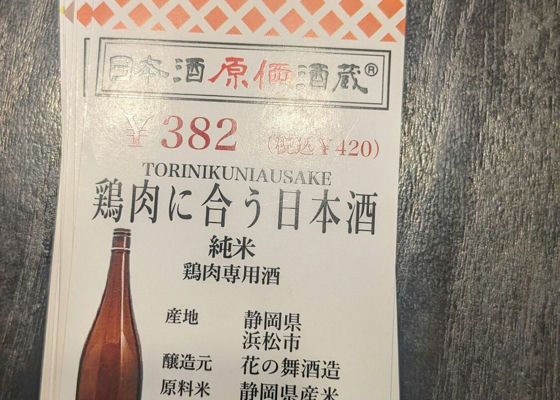 日本酒原価酒蔵®
¥382 (税込¥420)
TORINIKUNIAUSAKE
鶏肉に合う日本酒
純米
鶏肉専用酒
産地 静岡県
浜松市
醸造元 花の舞酒造
原料米 静岡県産米